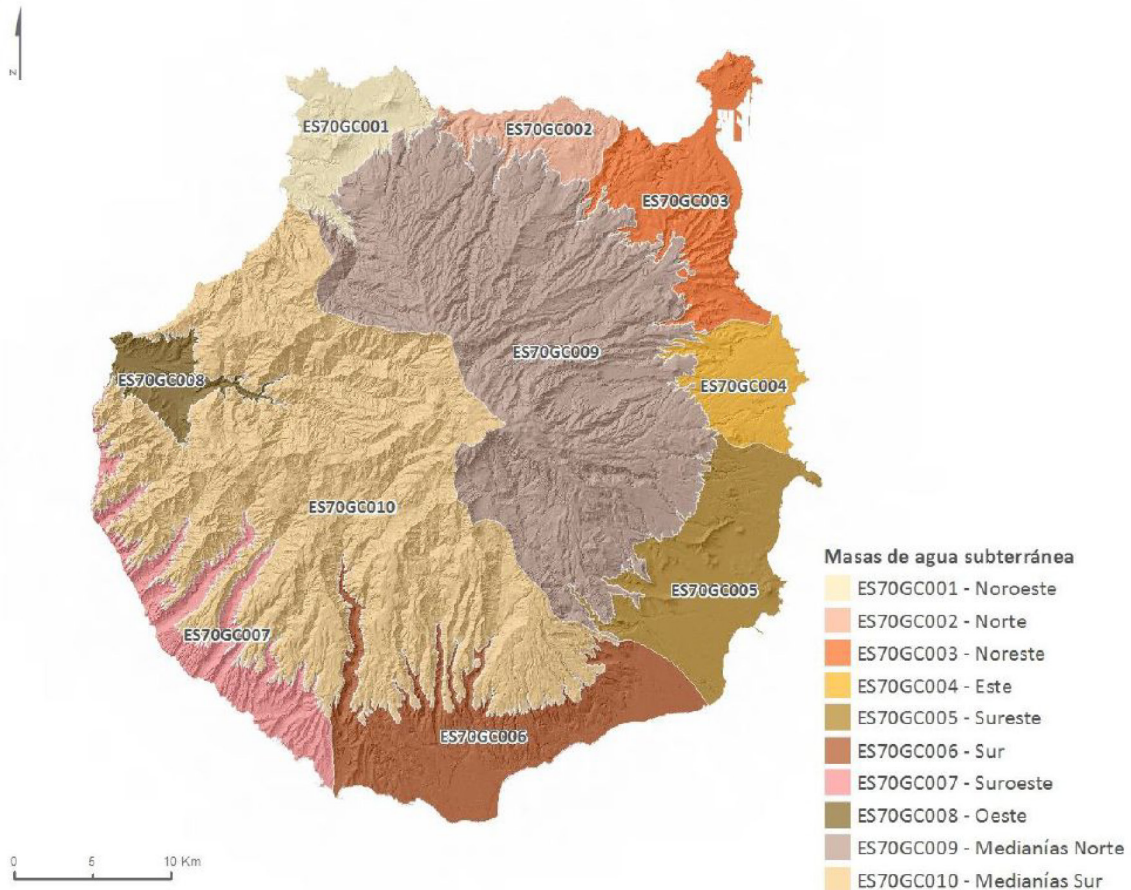 N
ES70GC001
ES70GC002
ES70GC003
ES70GC009
ES70GC008
ES70GC004
ES70GC010
ES70GC005
ES70GC007
ES70GC006
Masas de agua subterránea
ES70GC001 - Noroeste
ES70GC002 - Norte
ES70GC003 - Noreste
ES70GC004 - Este
ES70GC005 - Sureste
ES70GC006 - Sur
ES70GC007 - Suroeste
ES70GC008 - Oeste
ES70GC009 - Medianías Norte
ES70GC010 - Medianías Sur
0 5 10 Km